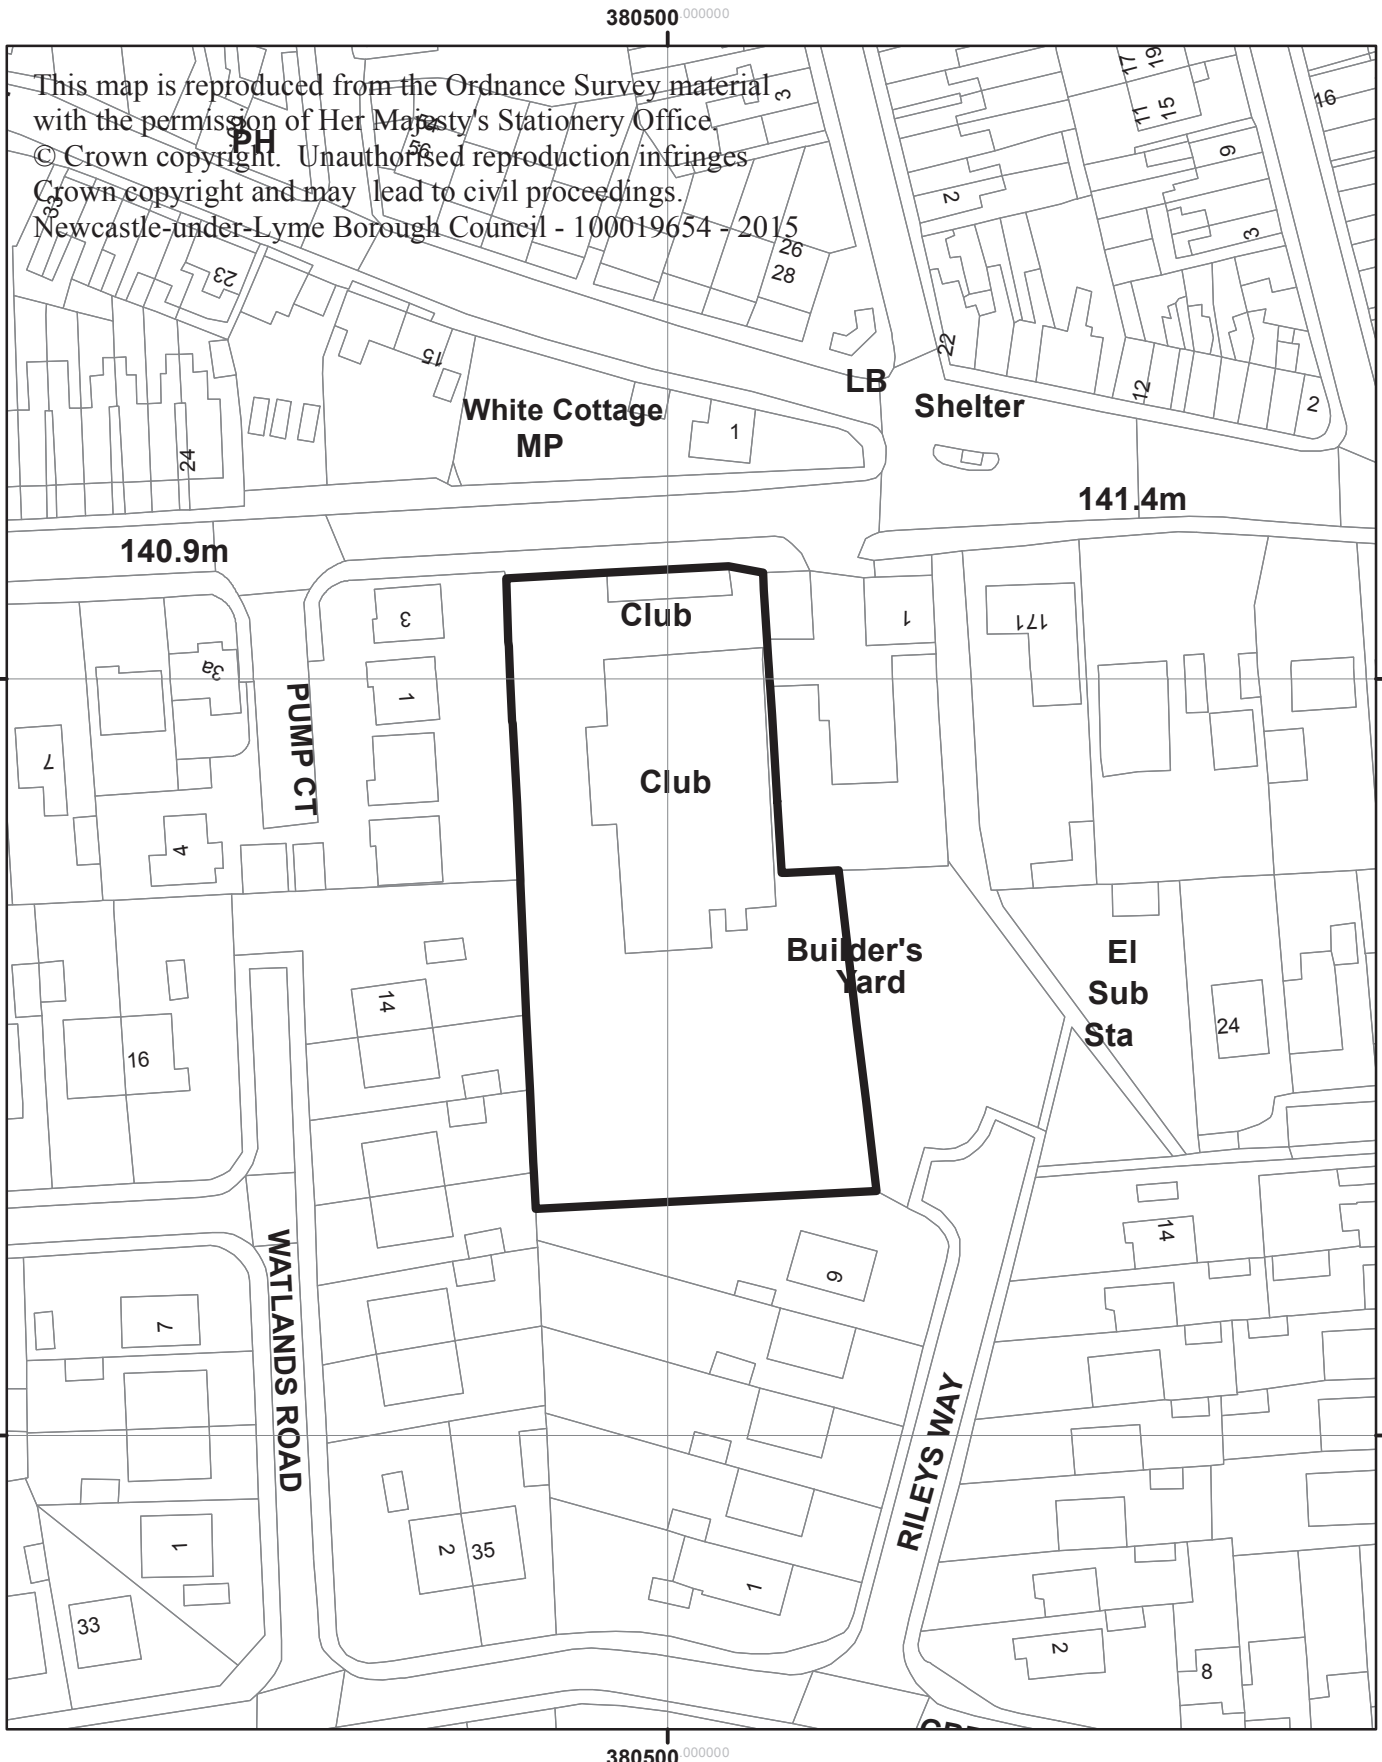 380500.000000
This map is reproduced from the Ordnance Survey material
with the permission of Her Majesty's Stationery Office.
© Crown copyright. Unauthorised reproduction infringes
Crown copyright and may lead to civil proceedings.
Newcastle-under-Lyme Borough Council - 100019654 - 2015
PH
56
3
17
19
11
15
16
9
2
3
33
23
26
28
15
22
LB
Shelter
12
2
White Cottage
MP
1
24
141.4m
140.9m
3
Club
1
171
3a
1
PUMP CT
7
Club
4
Builder's
Yard
El
Sub
Sta
14
24
16
14
WATLANDS ROAD
9
7
RILEYS WAY
1
2
35
1
33
2
8
380500.000000